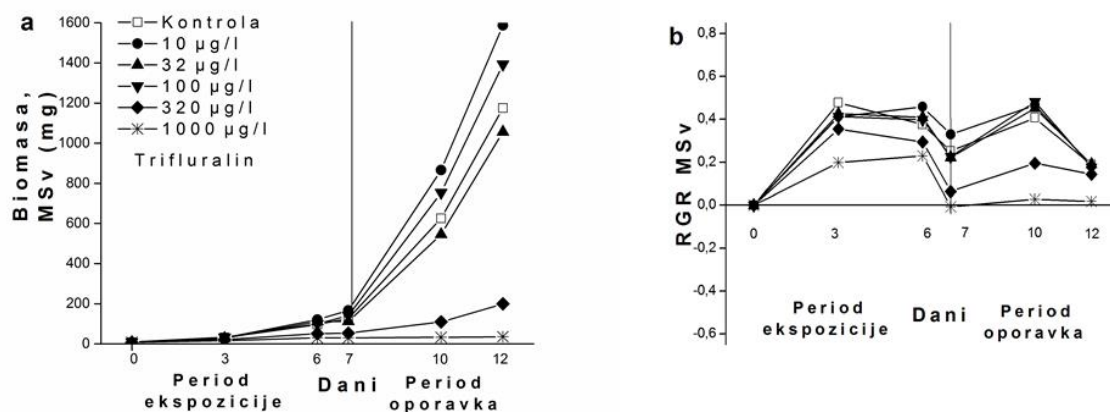 a
Biomasa,
MSv (mg)
1600
1400
1200
1000
800
600
400
200
0
Kontrola
10 µg/l
32 µg/l
100 µg/l
320 µg/l
1000 µg/l
Trifluralin
0 3 6 7 10 12
Period
ekspozicije
Dani
Period
oporavka
b
RGR MSv
0,8
0,6
0,4
0,2
0,0
-0,2
-0,4
-0,6
0 3 6 7 10 12
Period
ekspozicije
Dani
Period
oporavka